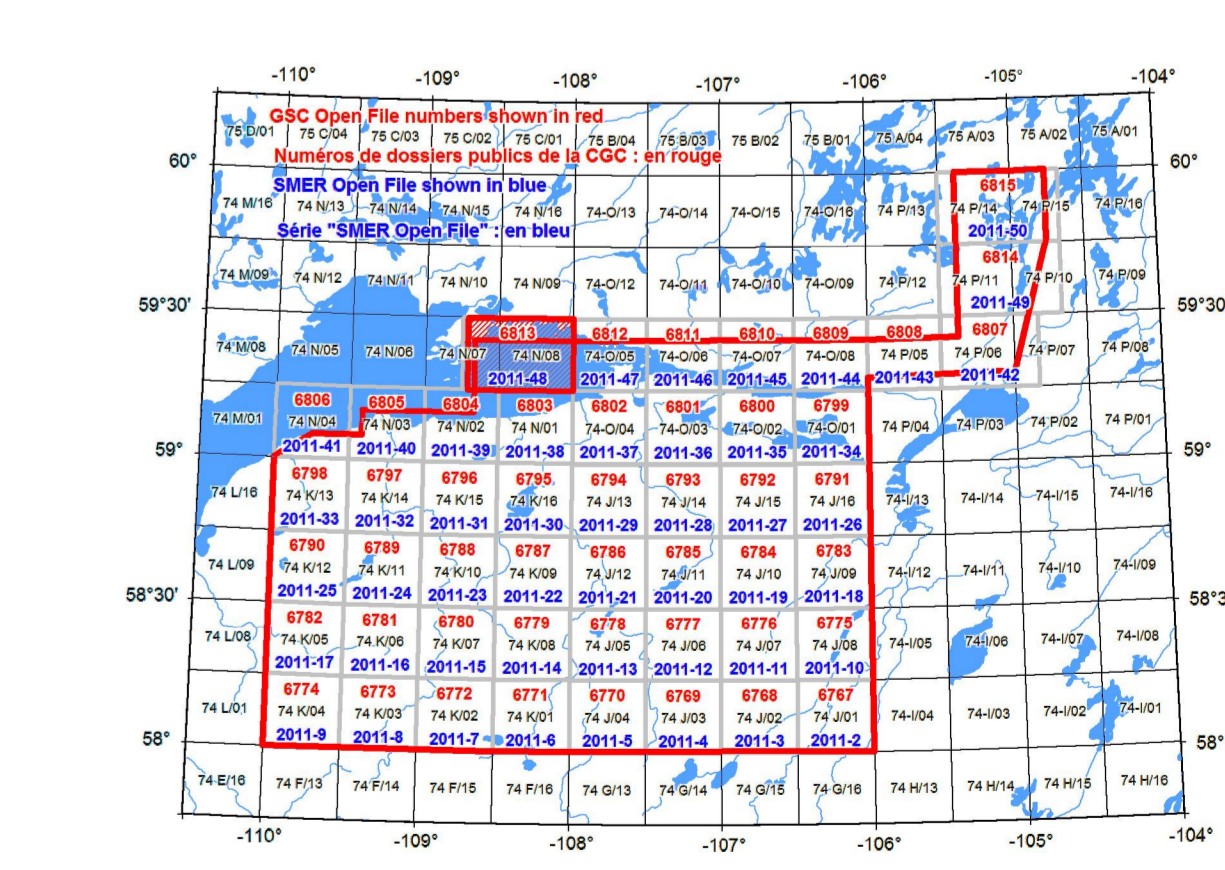 -110° -109° -108° -107° -106° -105° -104°
GSC Open File numbers shown in red
75 D/01 75 C/04 75 C/03 75 C/02 75 C/01 75 B/04 75 B/03 75 B/02 75 B/01 75 A/04 75 A/03 75 A/02 75 A/01
Numéros de dossiers publics de la CGC : en rouge
60° 60°
SMER Open File shown in blue
6815
74 M/16 74 N/13 74 N/14 74 N/15 74 N/16 74-O/13 74-O/14 74-O/15 74-O/16 74 P/13 74 P/14 74 P/15 74 P/16
Série "SMER Open File" : en bleu
2011-50
6814
74 M/09 74 N/12 74 N/11 74 N/10 74 N/09 74-O/12 74-O/11 74-O/10 74-O/09 74 P/12 74 P/11 74 P/10 74 P/09
2011-49
59°30' 59°30
6813 6812 6811 6810 6809 6808 6807
74 M/08 74 N/05 74 N/06 74 N/07 74 N/08 74-O/05 74-O/06 74-O/07 74-O/08 74 P/05 74 P/06 74 P/07 74 P/08
2011-48 2011-47 2011-46 2011-45 2011-44 2011-43 2011-42
6806 6805 6804 6803 6802 6801 6800 6799
74 M/01 74 N/04 74 N/03 74 N/02 74 N/01 74-O/04 74-O/03 74-O/02 74-O/01 74 P/04 74 P/03 74 P/02 74 P/01
2011-41 2011-40 2011-39 2011-38 2011-37 2011-36 2011-35 2011-34
59° 59°
6798 6797 6796 6795 6794 6793 6792 6791
74 L/16 74 K/13 74 K/14 74 K/15 74 K/16 74 J/13 74 J/14 74 J/15 74 J/16 74-I/13 74-I/14 74-I/15 74-I/16
2011-33 2011-32 2011-31 2011-30 2011-29 2011-28 2011-27 2011-26
6790 6789 6788 6787 6786 6785 6784 6783
74 L/09 74 K/12 74 K/11 74 K/10 74 K/09 74 J/12 74 J/11 74 J/10 74 J/09 74-I/12 74-I/11 74-I/10 74-I/09
2011-25 2011-24 2011-23 2011-22 2011-21 2011-20 2011-19 2011-18
58°30' 58°3
6782 6781 6780 6779 6778 6777 6776 6775
74 L/08 74 K/05 74 K/06 74 K/07 74 K/08 74 J/05 74 J/06 74 J/07 74 J/08 74-I/05 74-I/06 74-I/07 74-I/08
2011-17 2011-16 2011-15 2011-14 2011-13 2011-12 2011-11 2011-10
6774 6773 6772 6771 6770 6769 6768 6767
74 L/01 74 K/04 74 K/03 74 K/02 74 K/01 74 J/04 74 J/03 74 J/02 74 J/01 74-I/04 74-I/03 74-I/02 74-I/01
2011-9 2011-8 2011-7 2011-6 2011-5 2011-4 2011-3 2011-2
58° 58°
74 E/16 74 F/13 74 F/14 74 F/15 74 F/16 74 G/13 74 G/14 74 G/15 74 G/16 74 H/13 74 H/14 74 H/15 74 H/16
-110° -109° -108° -107° -106° -105° -104°